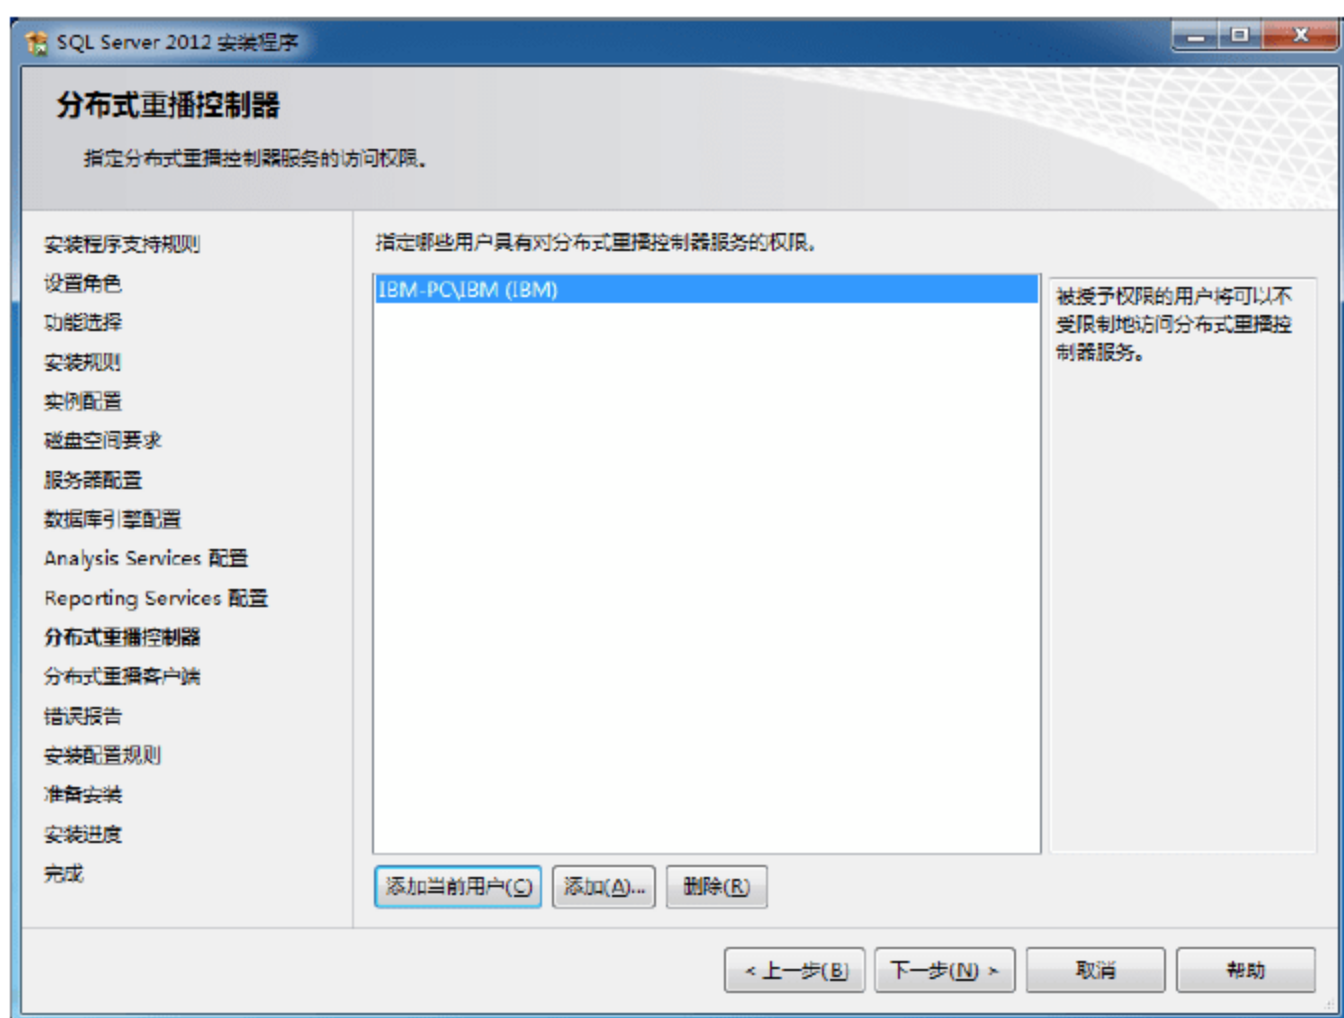 SQL Server 2012 安装程序
分布式重播控制器
指定分布式重播控制器服务的访问权限。
安装程序支持规则
设置角色
功能选择
安装规则
实例配置
磁盘空间要求
服务器配置
数据库引擎配置
Analysis Services 配置
Reporting Services 配置
分布式重播控制器
分布式重播客户端
错误报告
安装配置规则
准备安装
安装进度
完成
指定哪些用户具有对分布式重播控制器服务的权限。
IBM-PC\IBM (IBM)
被授予权限的用户将可以不
受限制地访问分布式重播控
制器服务。
添加当前用户(C) 添加(A)... 删除(R)
< 上一步(B) 下一步(N) > 取消 帮助